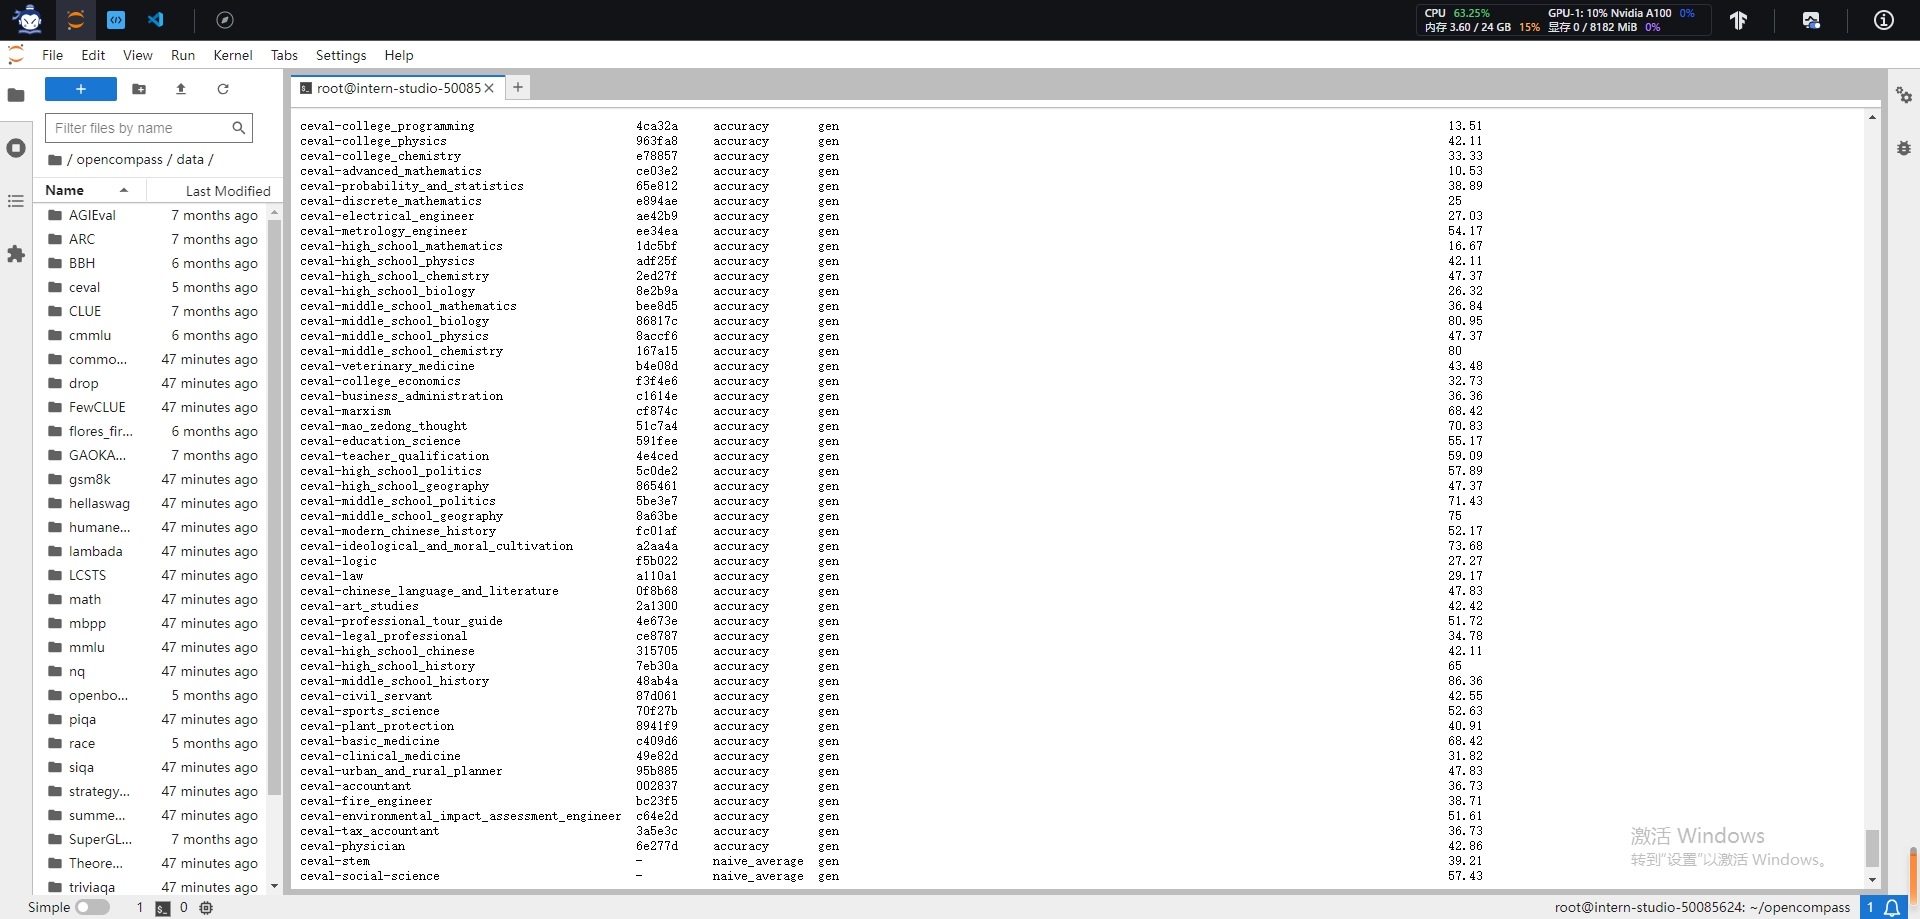 CPU 63.25% GPU-1: 10% Nvidia A100 0%
内存 3.60 / 24 GB 15% 显存 0 / 8182 MiB 0%
File Edit View Run Kernel Tabs Settings Help
+
root@intern-studio-50085
+
Filter files by name
/ opencompass / data /
Name Last Modified
AGIEval 7 months ago
ARC 7 months ago
BBH 6 months ago
ceval 5 months ago
CLUE 7 months ago
cmmlu 6 months ago
commo... 47 minutes ago
drop 47 minutes ago
FewCLUE 47 minutes ago
flores_fir... 6 months ago
GAOKA... 7 months ago
gsm8k 47 minutes ago
hellaswag 47 minutes ago
humane... 47 minutes ago
lambada 47 minutes ago
LCSTS 47 minutes ago
math 47 minutes ago
mbpp 47 minutes ago
mmlu 47 minutes ago
nq 47 minutes ago
openbo... 5 months ago
piqa 47 minutes ago
race 5 months ago
siqa 47 minutes ago
strategy... 47 minutes ago
summe... 47 minutes ago
SuperGL... 7 months ago
Theore... 47 minutes ago
triviaqa 47 minutes ago
ceval-college_programming 4ca32a accuracy gen 13.51
ceval-college_physics 963fa8 accuracy gen 42.11
ceval-college_chemistry e78857 accuracy gen 33.33
ceval-advanced_mathematics ce03e2 accuracy gen 10.53
ceval-probability_and_statistics 65e812 accuracy gen 38.89
ceval-discrete_mathematics e894ae accuracy gen 25
ceval-electrical_engineer ae42b9 accuracy gen 27.03
ceval-metrology_engineer ee34ea accuracy gen 54.17
ceval-high_school_mathematics 1dc5bf accuracy gen 16.67
ceval-high_school_physics adf25f accuracy gen 42.11
ceval-high_school_chemistry 2ed27f accuracy gen 47.37
ceval-high_school_biology 8e2b9a accuracy gen 26.32
ceval-middle_school_mathematics bee8d5 accuracy gen 36.84
ceval-middle_school_biology 86817c accuracy gen 80.95
ceval-middle_school_physics 8accf6 accuracy gen 47.37
ceval-middle_school_chemistry 167a15 accuracy gen 80
ceval-veterinary_medicine b4e08d accuracy gen 43.48
ceval-college_economics f3f4e6 accuracy gen 32.73
ceval-business_administration c1614e accuracy gen 36.36
ceval-marxism cf874c accuracy gen 68.42
ceval-mao_zedong_thought 51c7a4 accuracy gen 70.83
ceval-education_science 591fee accuracy gen 55.17
ceval-teacher_qualification 4e4ced accuracy gen 59.09
ceval-high_school_politics 5c0de2 accuracy gen 57.89
ceval-high_school_geography 865461 accuracy gen 47.37
ceval-middle_school_politics 5be3e7 accuracy gen 71.43
ceval-middle_school_geography 8a63be accuracy gen 75
ceval-modern_chinese_history fc01af accuracy gen 52.17
ceval-ideological_and_moral_cultivation a2aa4a accuracy gen 73.68
ceval-logic f5b022 accuracy gen 27.27
ceval-law a110a1 accuracy gen 29.17
ceval-chinese_language_and_literature 0f8b68 accuracy gen 47.83
ceval-art_studies 2a1300 accuracy gen 42.42
ceval-professional_tour_guide 4e673e accuracy gen 51.72
ceval-legal_professional ce8787 accuracy gen 34.78
ceval-high_school_chinese 315705 accuracy gen 42.11
ceval-high_school_history 7eb30a accuracy gen 65
ceval-middle_school_history 48ab4a accuracy gen 86.36
ceval-civil_servant 87d061 accuracy gen 42.55
ceval-sports_science 70f27b accuracy gen 52.63
ceval-plant_protection 8941f9 accuracy gen 40.91
ceval-basic_medicine c409d6 accuracy gen 68.42
ceval-clinical_medicine 49e82d accuracy gen 31.82
ceval-urban_and_rural_planner 95b885 accuracy gen 47.83
ceval-accountant 002837 accuracy gen 36.73
ceval-fire_engineer bc23f5 accuracy gen 38.71
ceval-environmental_impact_assessment_engineer c64e2d accuracy gen 51.61
ceval-tax_accountant 3a5e3c accuracy gen 36.73
ceval-physician 6e277d accuracy gen 42.86
ceval-stem - naive_average gen 39.21
ceval-social-science - naive_average gen 57.43
激活 Windows
转到"设置"以激活 Windows。
Simple 1 0 root@intern-studio-50085624: ~/opencompass 1